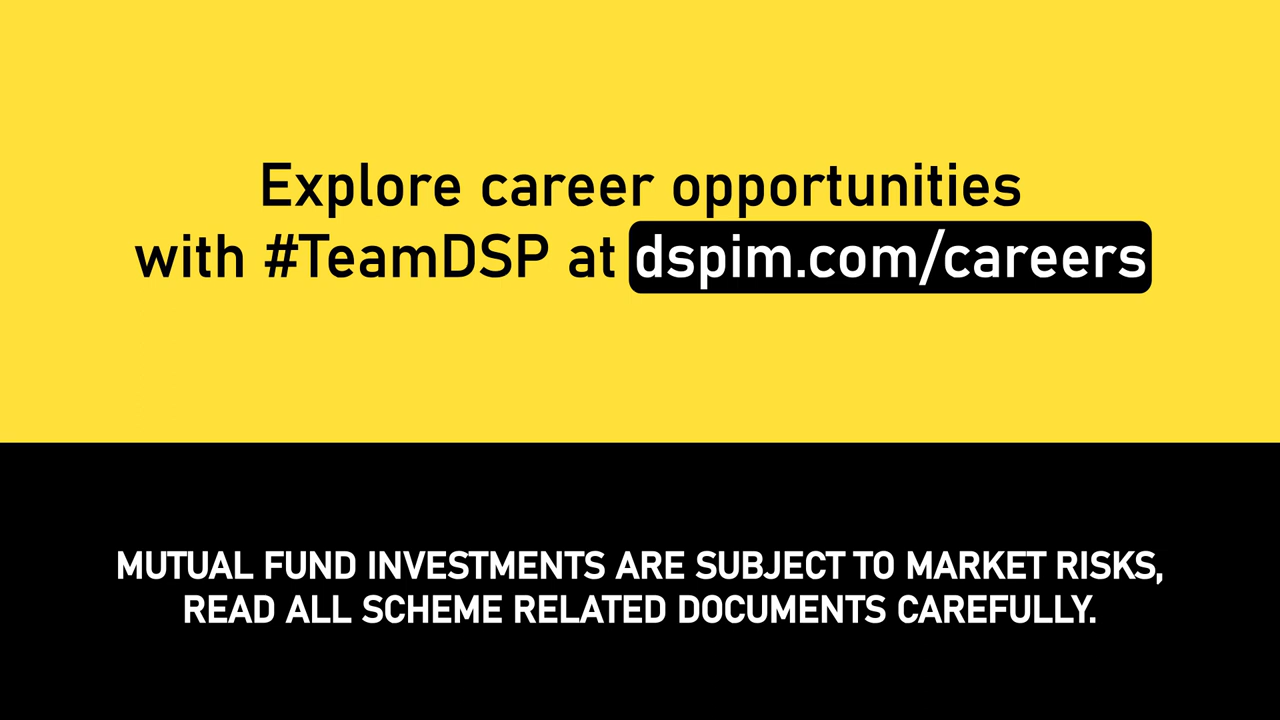 Explore career opportunities
with #TeamDSP at dspim.com/careers
MUTUAL FUND INVESTMENTS ARE SUBJECT TO MARKET RISKS,
READ ALL SCHEME RELATED DOCUMENTS CAREFULLY.